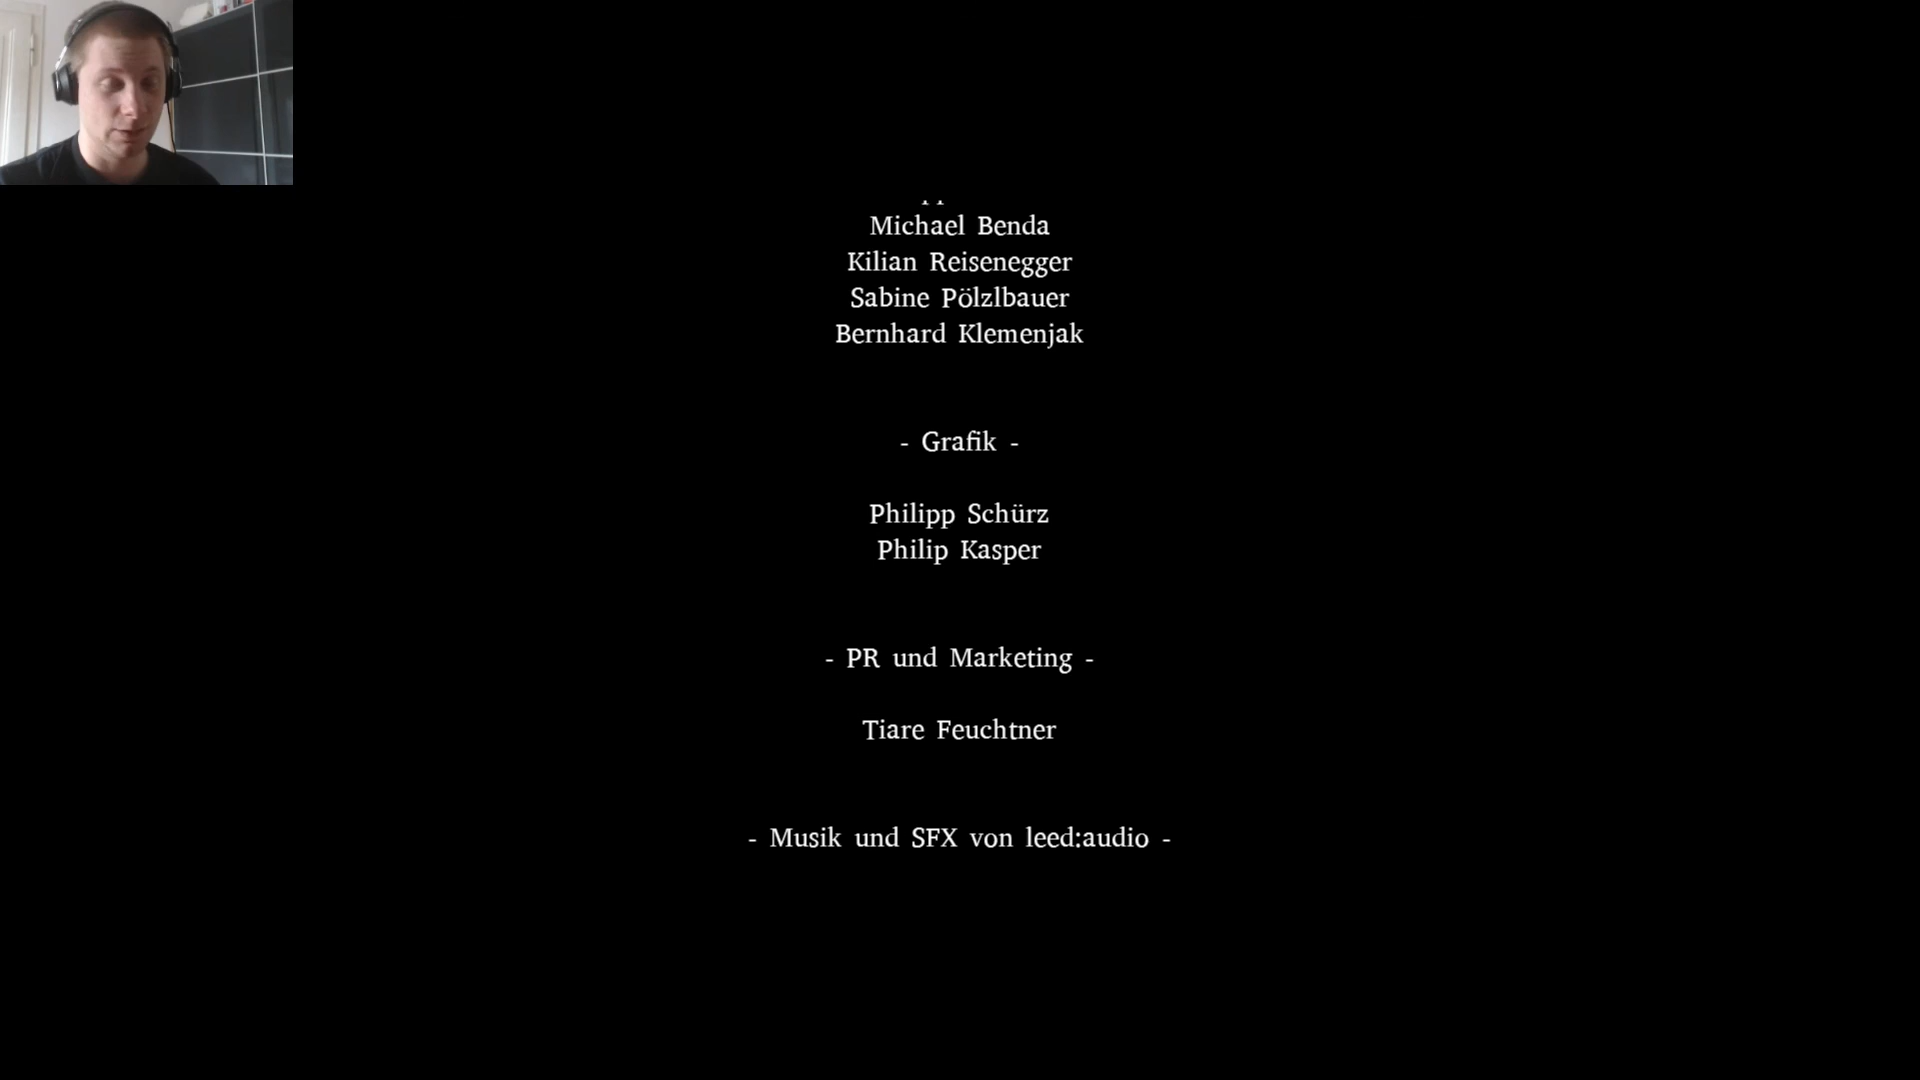 Michael Benda
Kilian Reisenegger
Sabine Pölzlbauer
Bernhard Klemenjak
- Grafik -
Philipp Schürz
Philip Kasper
- PR und Marketing -
Tiare Feuchtner
- Musik und SFX von leed:audio -